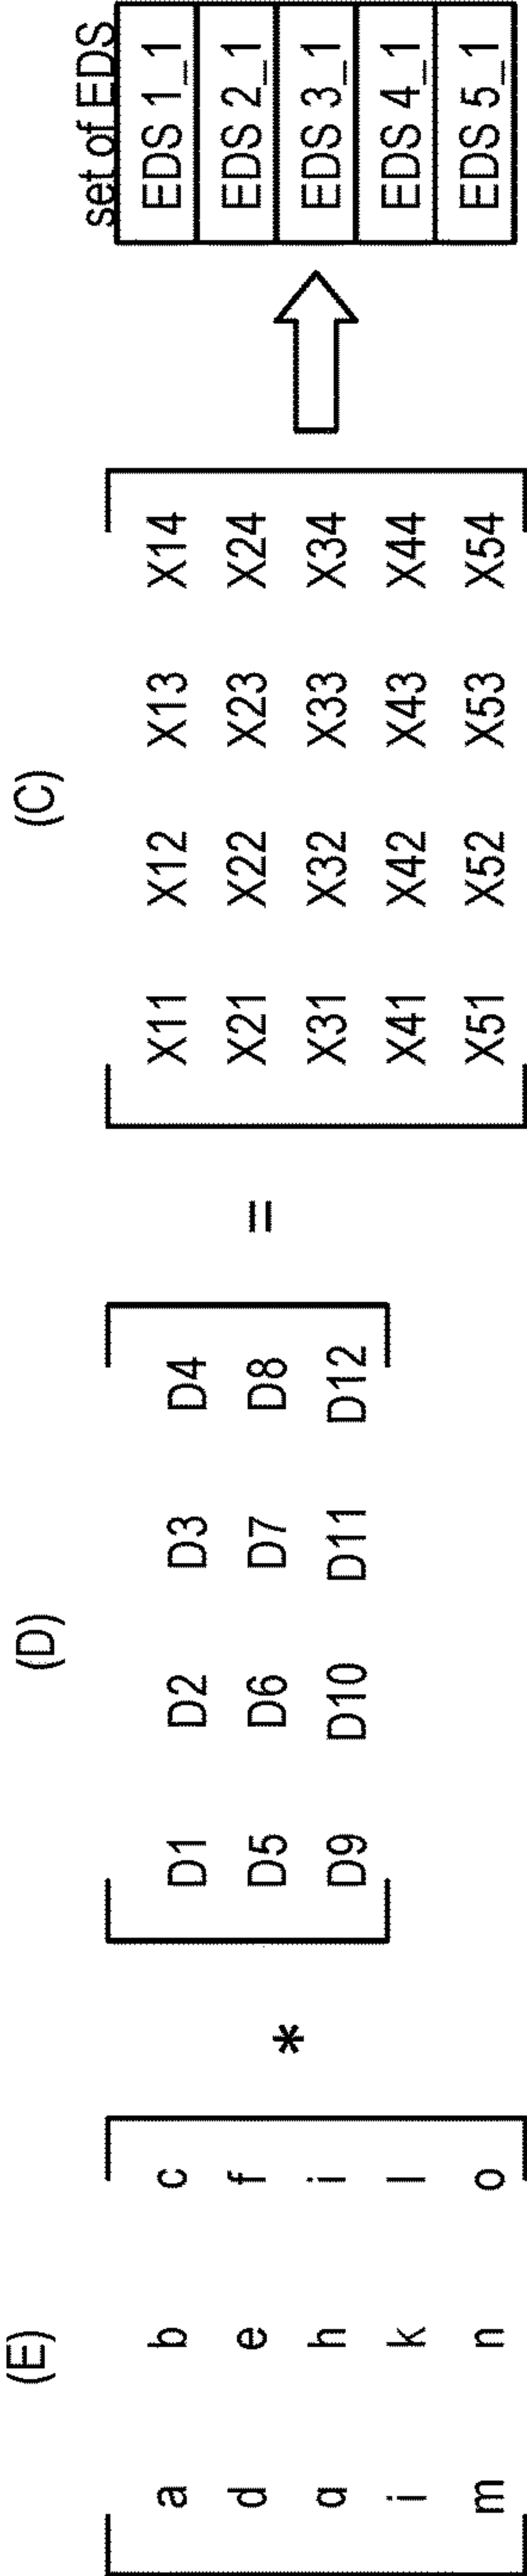 (E)
a b c
d e f
g h i
j k l
m n o
*
(D)
D1 D2 D3 D4
D5 D6 D7 D8
D9 D10 D11 D12
=
(C)
X11 X12 X13 X14
X21 X22 X23 X24
X31 X32 X33 X34
X41 X42 X43 X44
X51 X52 X53 X54
set of EDS
EDS 1_1
EDS 2_1
EDS 3_1
EDS 4_1
EDS 5_1